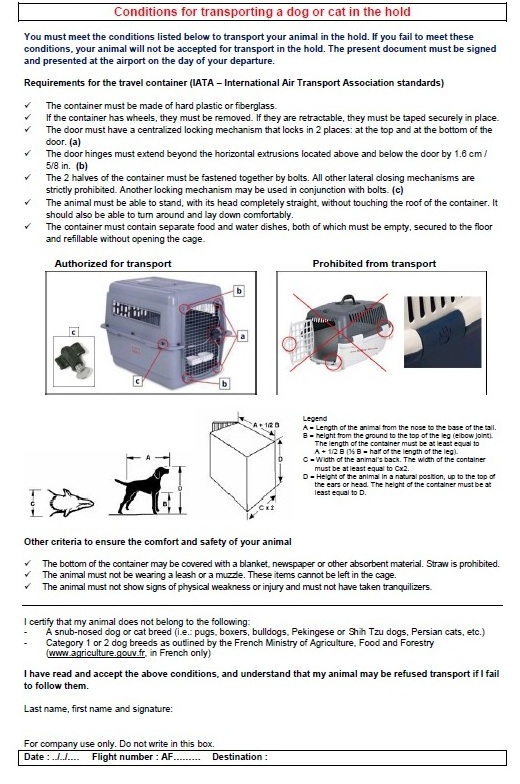 Conditions for transporting a dog or cat in the hold
You must meet the conditions listed below to transport your animal in the hold. If you fail to meet these
conditions, your animal will not be accepted for transport in the hold. The present document must be signed
and presented at the airport on the day of your departure.
Requirements for the travel container (IATA – International Air Transport Association standards)
✓ The container must be made of hard plastic or fiberglass.
✓ If the container has wheels, they must be removed. If they are retractable, they must be taped securely in place.
✓ The door must have a centralized locking mechanism that locks in 2 places: at the top and at the bottom of the
door. (a)
✓ The door hinges must extend beyond the horizontal extrusions located above and below the door by 1.6 cm /
5/8 in. (b)
✓ The 2 halves of the container must be fastened together by bolts. All other lateral closing mechanisms are
strictly prohibited. Another locking mechanism may be used in conjunction with bolts. (c)
✓ The animal must be able to stand, with its head completely straight, without touching the roof of the container. It
should also be able to turn around and lay down comfortably.
✓ The container must contain separate food and water dishes, both of which must be empty, secured to the floor
and refillable without opening the cage.
Authorized for transport
Prohibited from transport
b
c
a
c
b
A + 1/2 B
D
C x 2
A
D
B
C
Legend
A = Length of the animal from the nose to the base of the tail.
B = height from the ground to the top of the leg (elbow joint).
The length of the container must be at least equal to
A + 1/2 B (½ B = half of the length of the leg).
C = Width of the animal's back. The width of the container
must be at least equal to Cx2.
D = Height of the animal in a natural position, up to the top of
the ears or head. The height of the container must be at
least equal to D.
Other criteria to ensure the comfort and safety of your animal
✓ The bottom of the container may be covered with a blanket, newspaper or other absorbent material. Straw is prohibited.
✓ The animal must not be wearing a leash or a muzzle. These items cannot be left in the cage.
✓ The animal must not show signs of physical weakness or injury and must not have taken tranquilizers.
I certify that my animal does not belong to the following:
- A snub-nosed dog or cat breed (i.e.: pugs, boxers, bulldogs, Pekingese or Shih Tzu dogs, Persian cats, etc.)
- Category 1 or 2 dog breeds as outlined by the French Ministry of Agriculture, Food and Forestry
(www.agriculture.gouv.fr, in French only)
I have read and accept the above conditions, and understand that my animal may be refused transport if I fail
to follow them.
Last name, first name and signature:
For company use only. Do not write in this box.
Date : ../../.... Flight number : AF......... Destination :